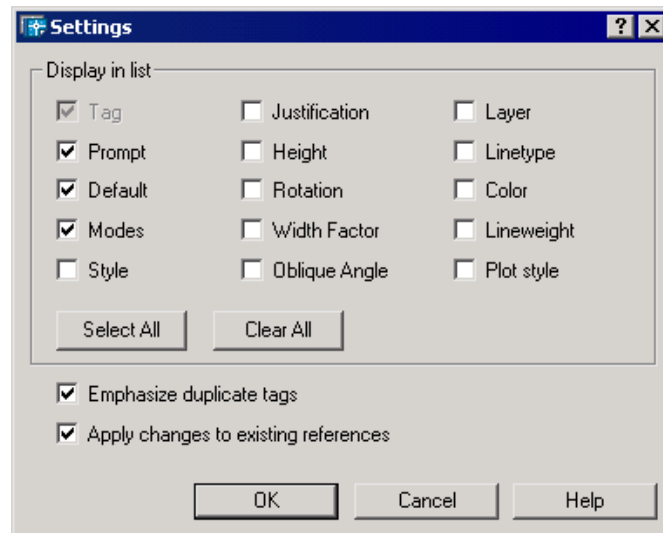 Settings
Display in list
Tag Justification Layer
Prompt Height Linetype
Default Rotation Color
Modes Width Factor Lineweight
Style Oblique Angle Plot style
Select All Clear All
Emphasize duplicate tags
Apply changes to existing references
OK Cancel Help